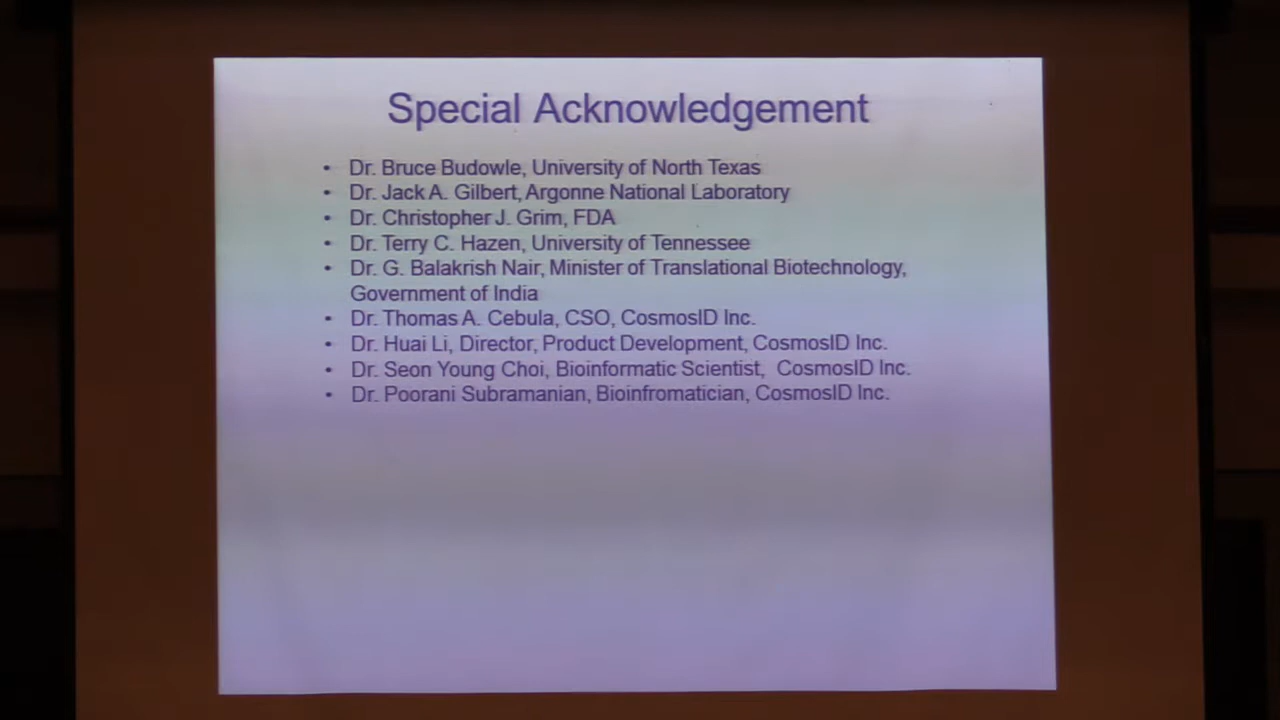 Special Acknowledgement
• Dr. Bruce Budowle, University of North Texas
• Dr. Jack A. Gilbert, Argonne National Laboratory
• Dr. Christopher J. Grim, FDA
• Dr. Terry C. Hazen, University of Tennessee
• Dr. G. Balakrish Nair, Minister of Translational Biotechnology,
Government of India
• Dr. Thomas A. Cebula, CSO, CosmosID Inc.
• Dr. Huai Li, Director, Product Development, CosmosID Inc.
• Dr. Seon Young Choi, Bioinformatic Scientist, CosmosID Inc.
• Dr. Poorani Subramanian, Bioinfromatician, CosmosID Inc.